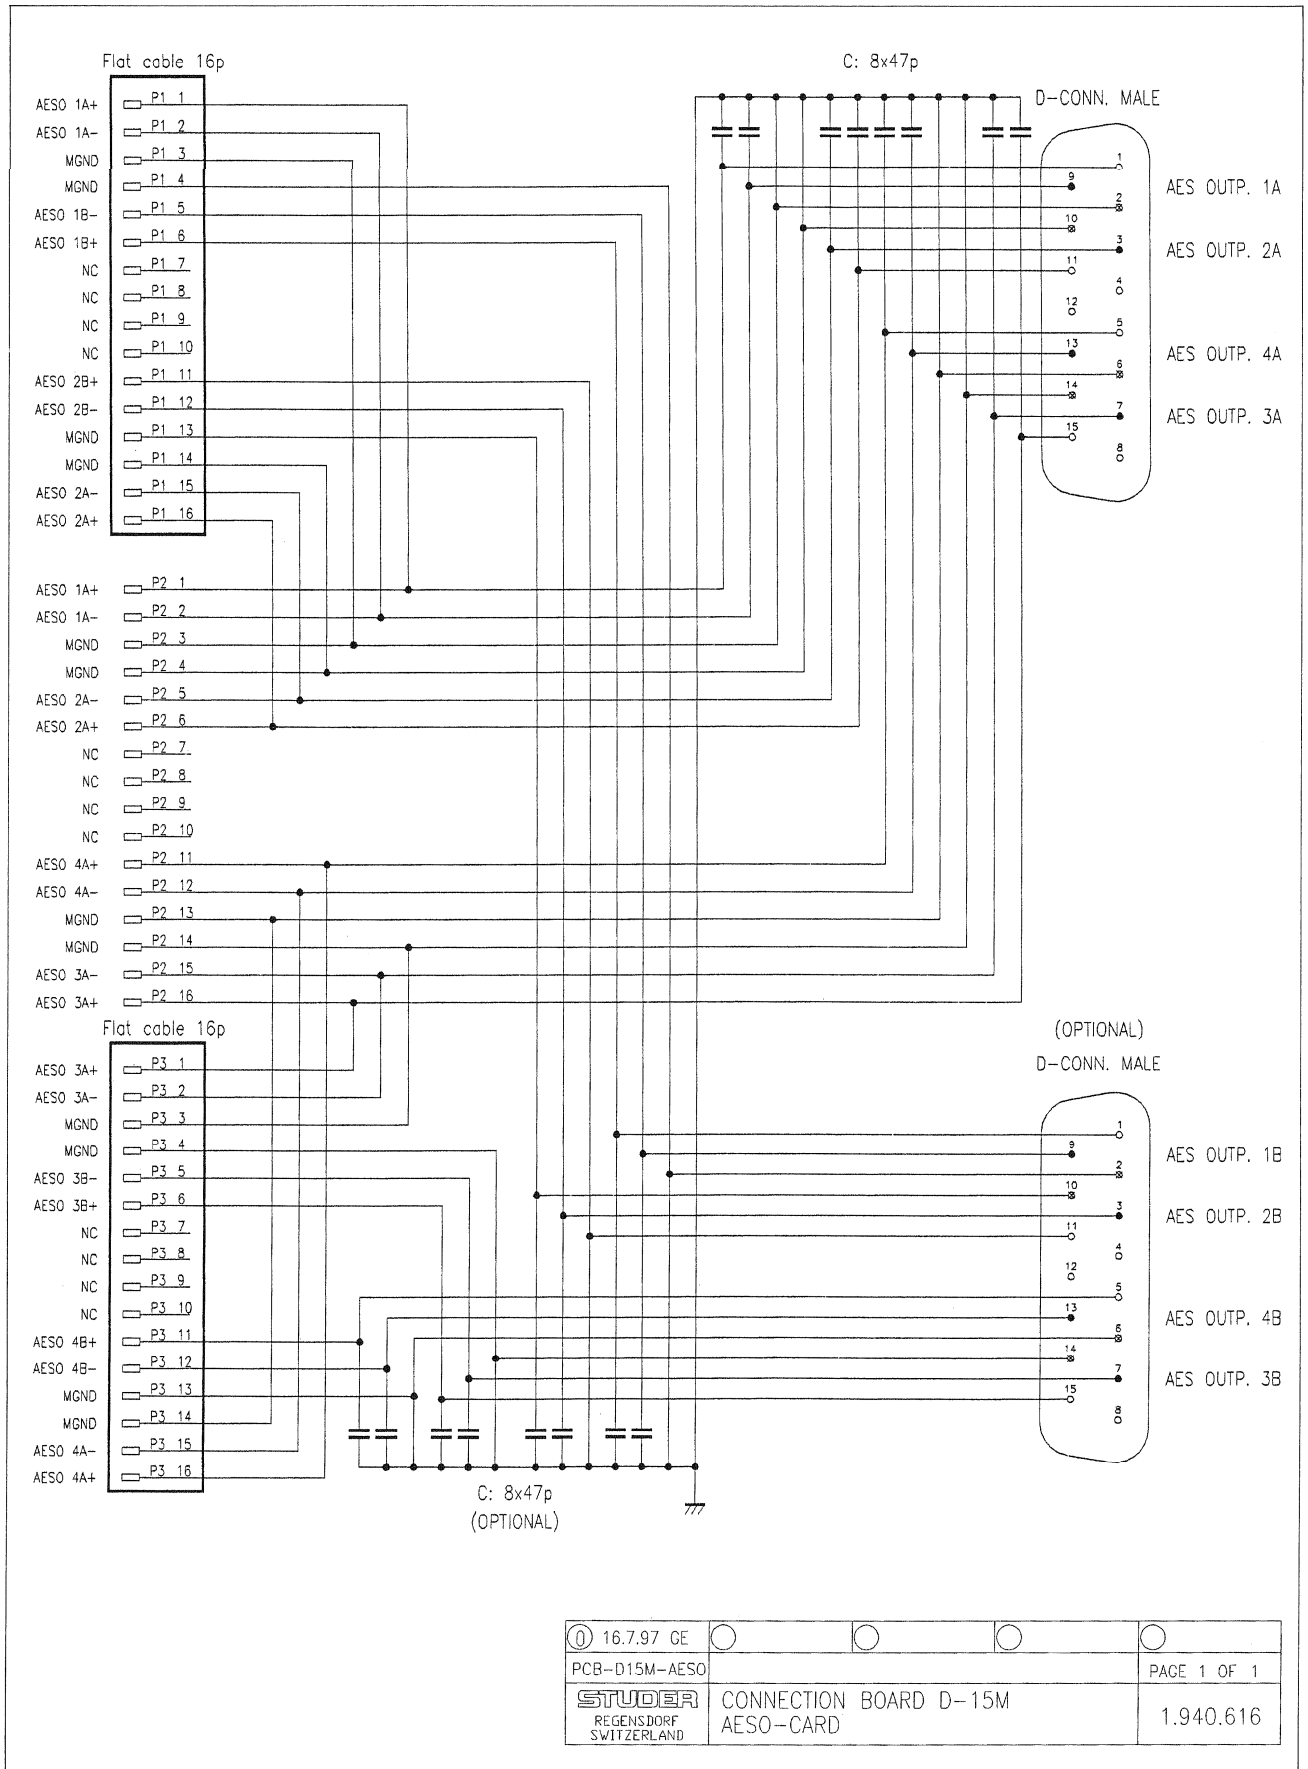 Flat cable 16p
AESO 1A+ P1 1
AESO 1A- P1 2
MGND P1 3
MGND P1 4
AESO 1B- P1 5
AESO 1B+ P1 6
NC P1 7
NC P1 8
NC P1 9
NC P1 10
AESO 2B+ P1 11
AESO 2B- P1 12
MGND P1 13
MGND P1 14
AESO 2A- P1 15
AESO 2A+ P1 16
AESO 1A+ P2 1
AESO 1A- P2 2
MGND P2 3
MGND P2 4
AESO 2A- P2 5
AESO 2A+ P2 6
NC P2 7
NC P2 8
NC P2 9
NC P2 10
AESO 4A+ P2 11
AESO 4A- P2 12
MGND P2 13
MGND P2 14
AESO 3A- P2 15
AESO 3A+ P2 16
Flat cable 16p
AESO 3A+ P3 1
AESO 3A- P3 2
MGND P3 3
MGND P3 4
AESO 3B- P3 5
AESO 3B+ P3 6
NC P3 7
NC P3 8
NC P3 9
NC P3 10
AESO 4B+ P3 11
AESO 4B- P3 12
MGND P3 13
MGND P3 14
AESO 4A- P3 15
AESO 4A+ P3 16
C: 8x47p
D-CONN. MALE
1
9
AES OUTP. 1A
2
10
3
AES OUTP. 2A
11
4
12
5
13
AES OUTP. 4A
6
14
7
AES OUTP. 3A
15
8
(OPTIONAL)
D-CONN. MALE
1
9
AES OUTP. 1B
2
10
3
AES OUTP. 2B
11
4
12
5
13
AES OUTP. 4B
6
14
7
AES OUTP. 3B
15
8
C: 8x47p
(OPTIONAL)
0 16.7.97 GE
PCB-D15M-AESO
PAGE 1 OF 1
STUDER
REGENSDORF
SWITZERLAND
CONNECTION BOARD D-15M
AESO-CARD
1.940.616